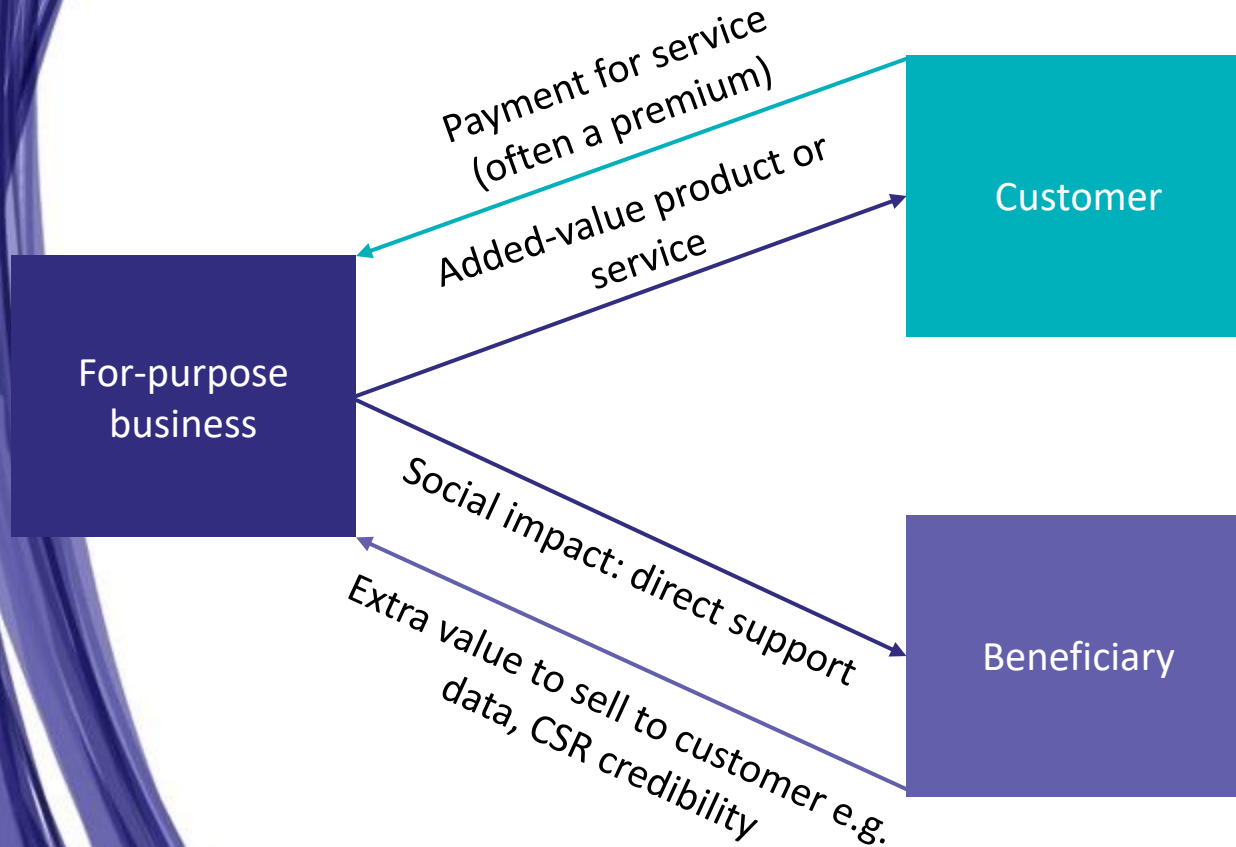 Payment for service
(often a premium)
Added-value product or
service
Customer
For-purpose
business
Social impact: direct support
Extra value to sell to customer e.g.
data, CSR credibility
Beneficiary